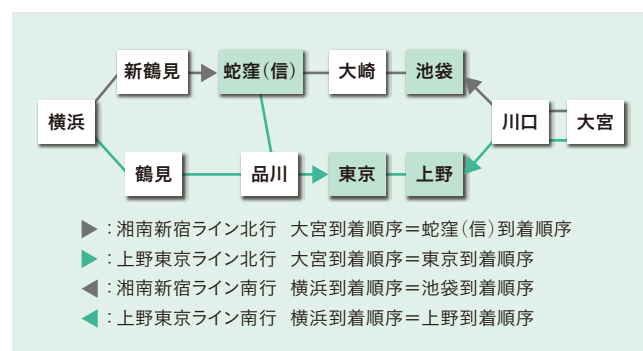 新鶴見 蛇窪(信) 大崎 池袋
横浜 川口 大宮
鶴見 品川 東京 上野
▶：湘南新宿ライン北行 大宮到着順序＝蛇窪(信)到着順序
▶：上野東京ライン北行 大宮到着順序＝東京到着順序
◀：湘南新宿ライン南行 横浜到着順序＝池袋到着順序
◀：上野東京ライン南行 横浜到着順序＝上野到着順序